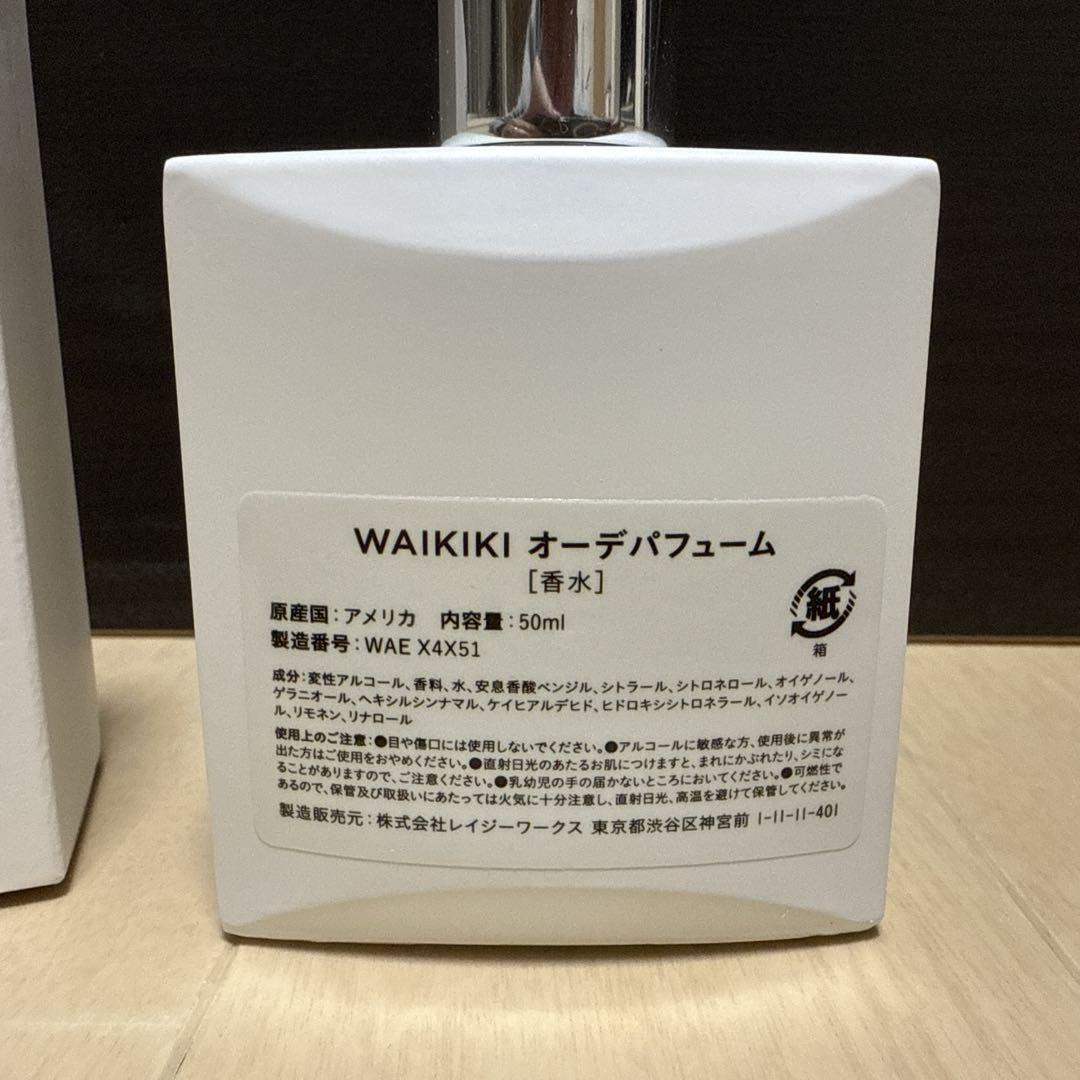 WAIKIKI オーデパフューム
［香水］
原産国：アメリカ　内容量：50ml
製造番号：WAE X4X51
紙
箱
成分：変性アルコール、香料、水、安息香酸ベンジル、シトラール、シトロネロール、オイゲノール、
ゲラニオール、ヘキシルシンナマル、ケイヒアルデヒド、ヒドロキシシトロネラール、イソオイゲノー
ル、リモネン、リナロール
使用上のご注意：●目や傷口には使用しないでください。●アルコールに敏感な方、使用後に異常が
出た方はご使用をおやめください。●直射日光のあたるお肌につけますと、まれにかぶれたり、シミにな
ることがありますので、ご注意ください。●乳幼児の手の届かないところにおいてください。●可燃性で
あるので、保管及び取扱いにあたっては火気に十分注意し、直射日光、高温を避けて保管してください。
製造販売元：株式会社レイジーワークス 東京都渋谷区神宮前 1-11-11-401